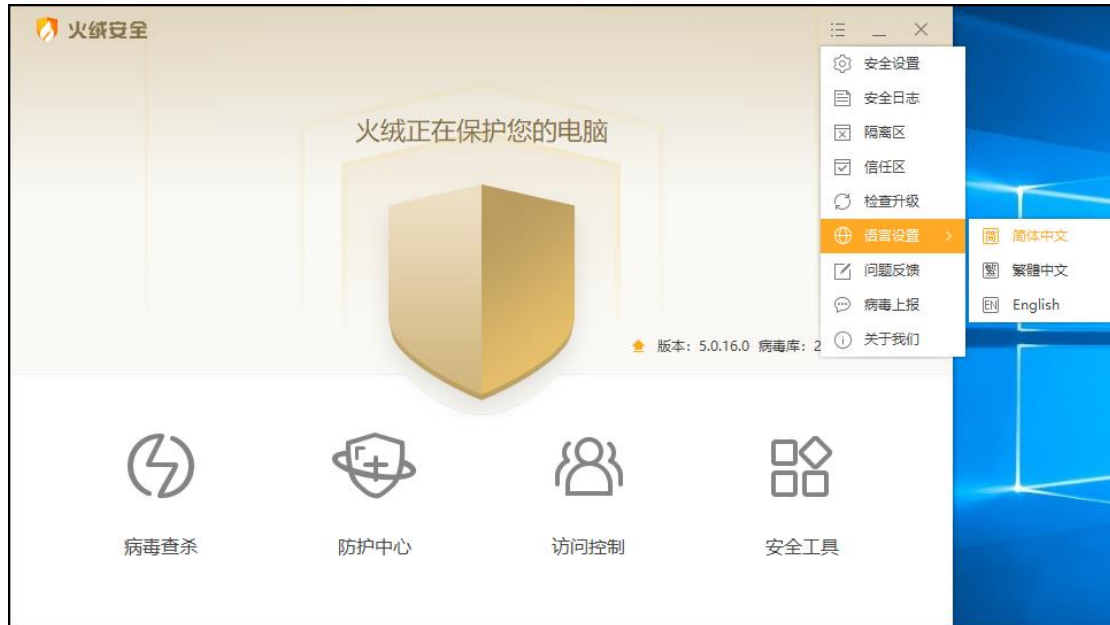 火绒安全
安全设置
安全日志
火绒正在保护您的电脑
隔离区
信任区
检查升级
语言设置
简 简体中文
问题反馈
繁 繁體中文
病毒上报
EN English
版本：5.0.16.0 病毒库：2
关于我们
病毒查杀
防护中心
访问控制
安全工具